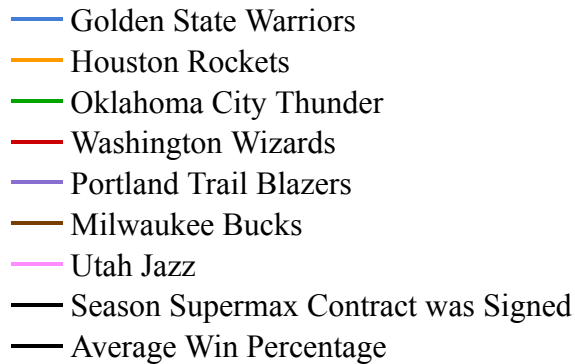 Golden State Warriors
Houston Rockets
Oklahoma City Thunder
Washington Wizards
Portland Trail Blazers
Milwaukee Bucks
Utah Jazz
Season Supermax Contract was Signed
Average Win Percentage